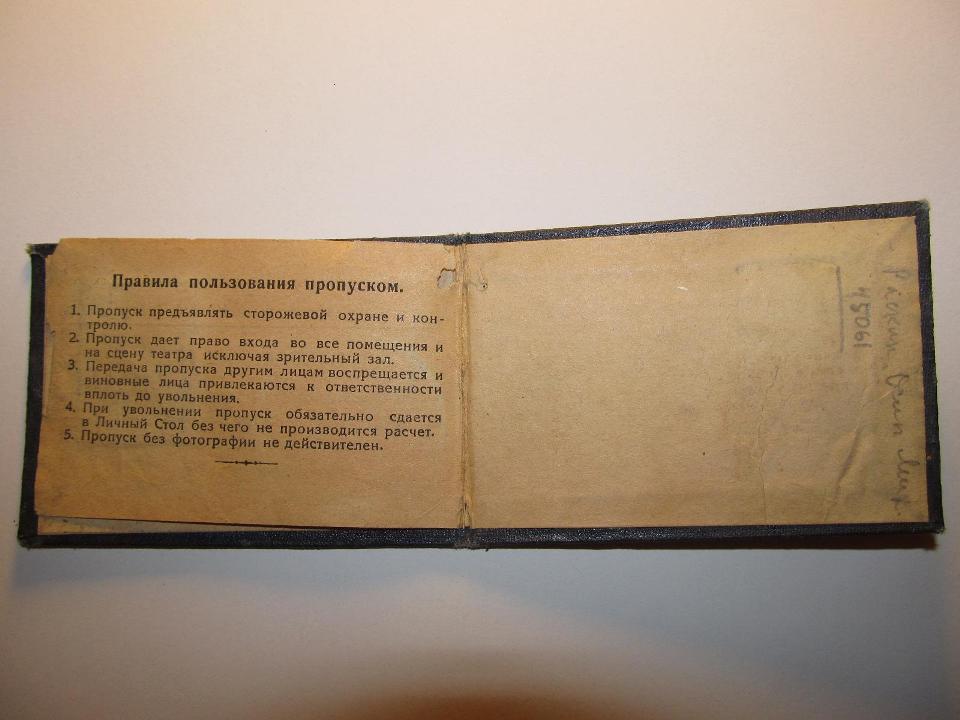 Правила пользования пропуском.
1. Пропуск предъявлять сторожевой охране и кон-
тролю.
2. Пропуск дает право входа во все помещения и
на сцену театра исключая зрительный зал.
3. Передача пропуска другим лицам воспрещается и
виновные лица привлекаются к ответственности
вплоть до увольнения.
4. При увольнении пропуск обязательно сдается
в Личный Стол без чего не производится расчет.
5. Пропуск без фотографии не действителен.
45061